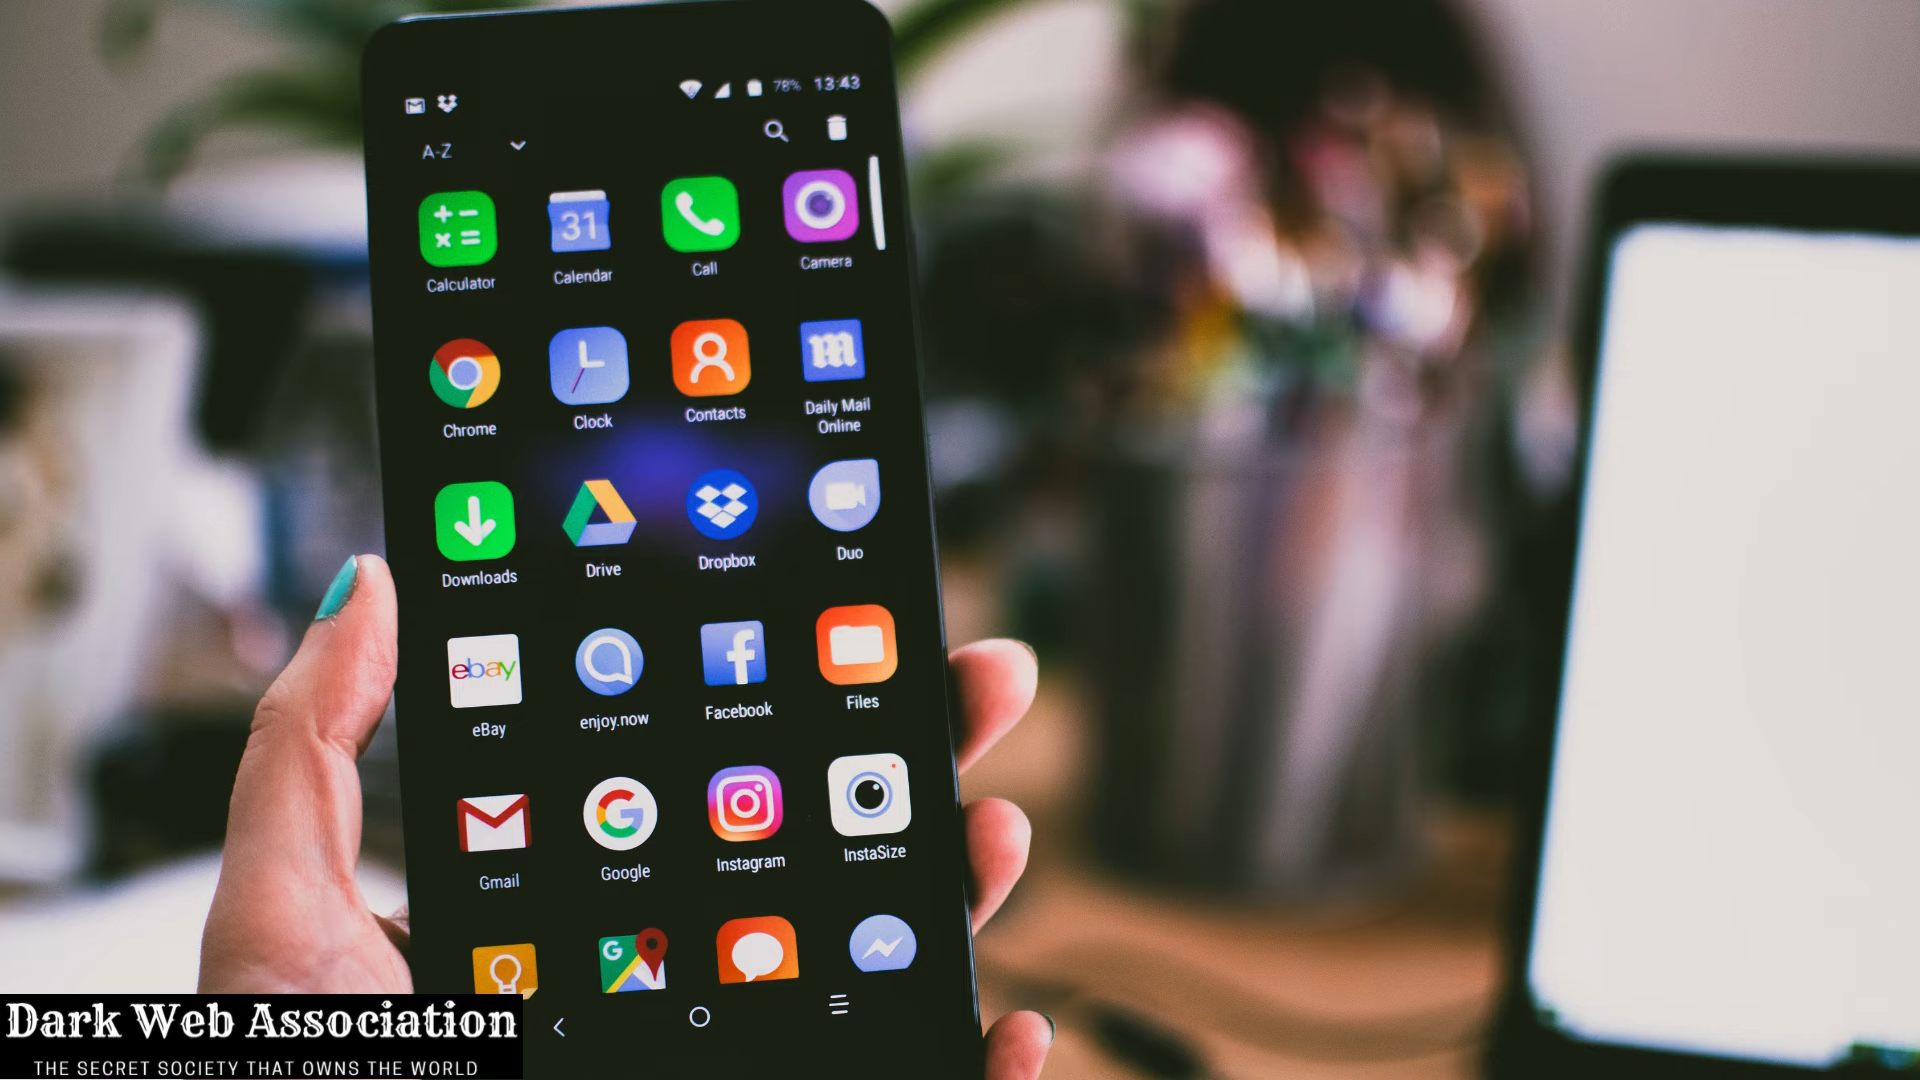 78% 13:43
A-Z
31
Calculator Calendar Call Camera
m
Chrome Clock Contacts Daily Mail
Online
Downloads Drive Dropbox Duo
ebay
eBay enjoy.now Facebook Files
Gmail Google Instagram InstaSize
G
Dark Web Association
THE SECRET SOCIETY THAT OWNS THE WORLD